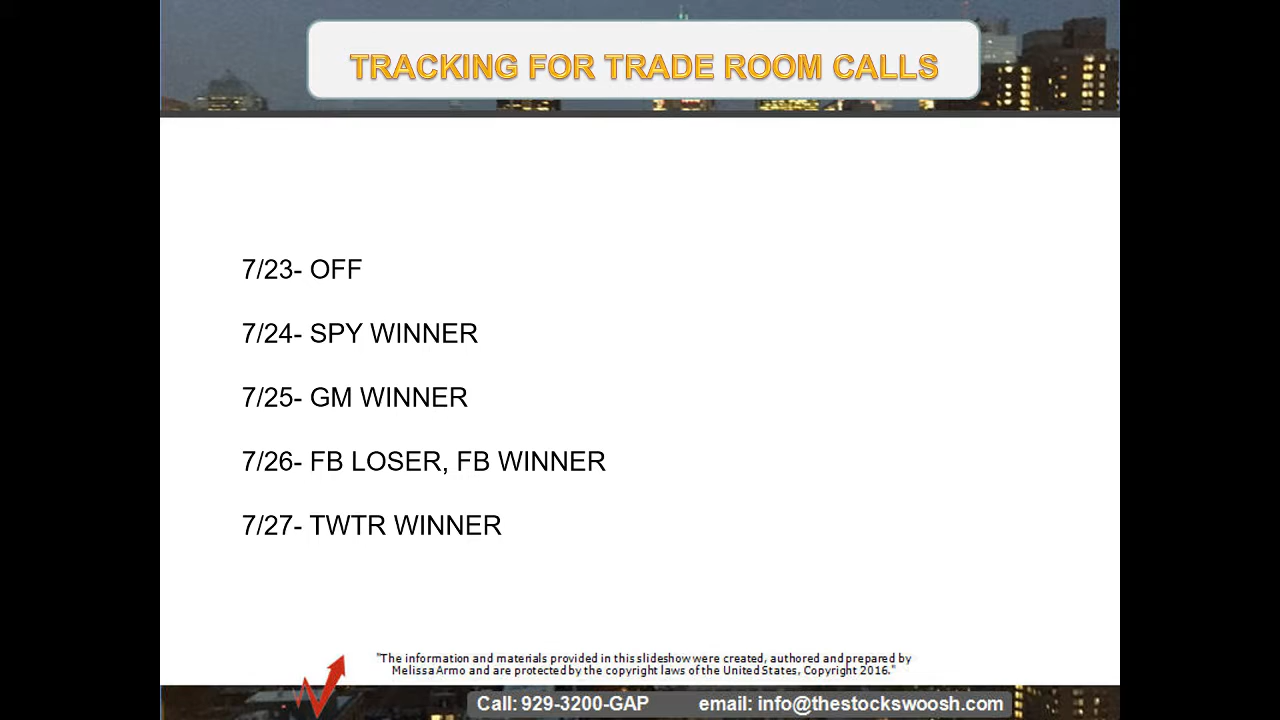 TRACKING FOR TRADE ROOM CALLS
7/23- OFF
7/24- SPY WINNER
7/25- GM WINNER
7/26- FB LOSER, FB WINNER
7/27- TWTR WINNER
"The information and materials provided in this slideshow were created, authored and prepared by
Melissa Armo and are protected by the copyright laws of the United States, Copyright 2016."
Call: 929-3200-GAP email: info@thestockswoosh.com